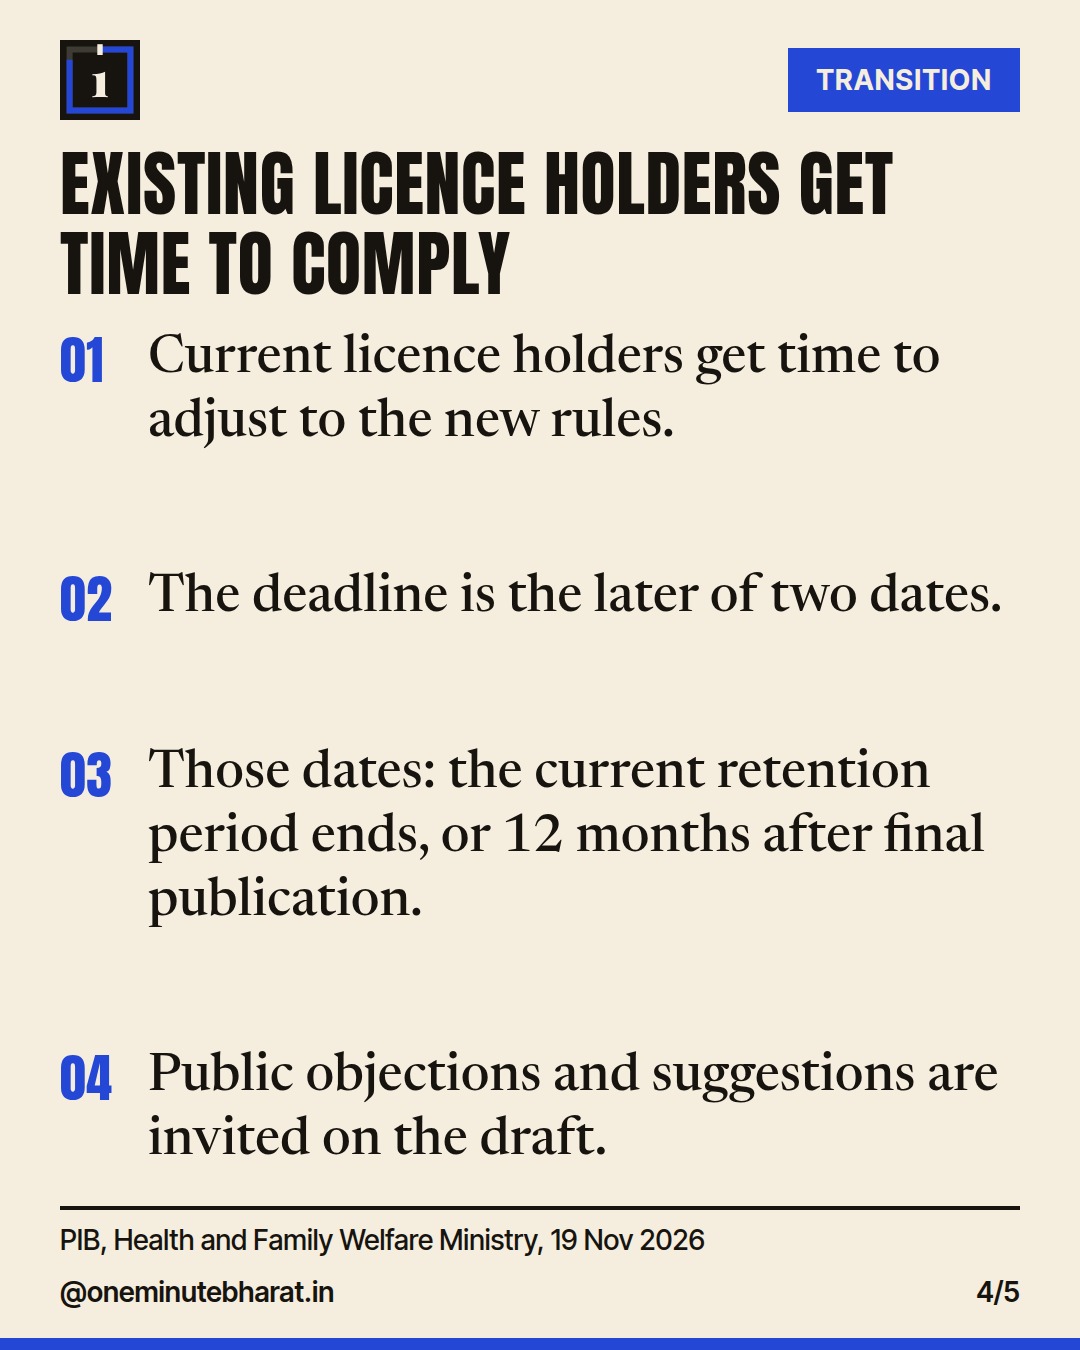 1
TRANSITION
EXISTING LICENCE HOLDERS GET
TIME TO COMPLY
01 Current licence holders get time to
adjust to the new rules.
02 The deadline is the later of two dates.
03 Those dates: the current retention
period ends, or 12 months after final
publication.
04 Public objections and suggestions are
invited on the draft.
PIB, Health and Family Welfare Ministry, 19 Nov 2026
@oneminutebharat.in 4/5